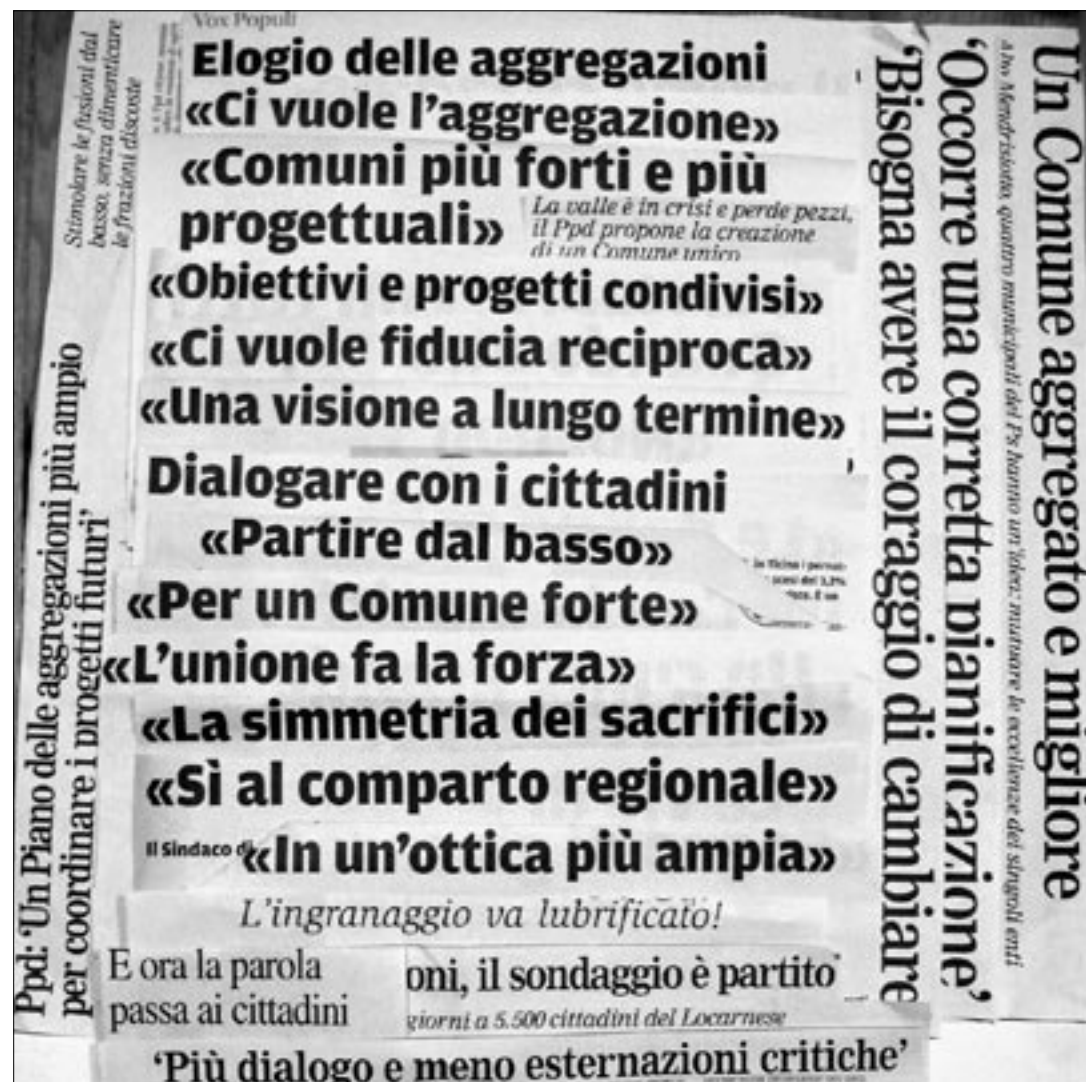 Vox Populi
Elogio delle aggregazioni
«Ci vuole l'aggregazione»
«Comuni più forti e più
progettuali»
La valle è in crisi e perde pezzi,
il Ppd propone la creazione
di un Comune unico
«Obiettivi e progetti condivisi»
«Ci vuole fiducia reciproca»
«Una visione a lungo termine»
Dialogare con i cittadini
«Partire dal basso»
«Per un Comune forte»
«L'unione fa la forza»
«La simmetria dei sacrifici»
«Sì al comparto regionale»
Il Sindaco di
«In un'ottica più ampia»
L'ingranaggio va lubrificato!
E ora la parola
passa ai cittadini
oni, il sondaggio è partito
giorni a 5.500 cittadini del Locarnese
'Più dialogo e meno esternazioni critiche'
Stimolare le fusioni dal
basso, senza dimenticare
le frazioni discoste
Ppd: 'Un Piano delle aggregazioni più ampio
per coordinare i progetti futuri'
'Bisogna avere il coraggio di cambiare
'Occorre una corretta pianificazione'
Mendrisiotto, quattro municipali del Ps hanno un'idea: mutuare le eccellenze dei singoli enti
Un Comune aggregato e migliore